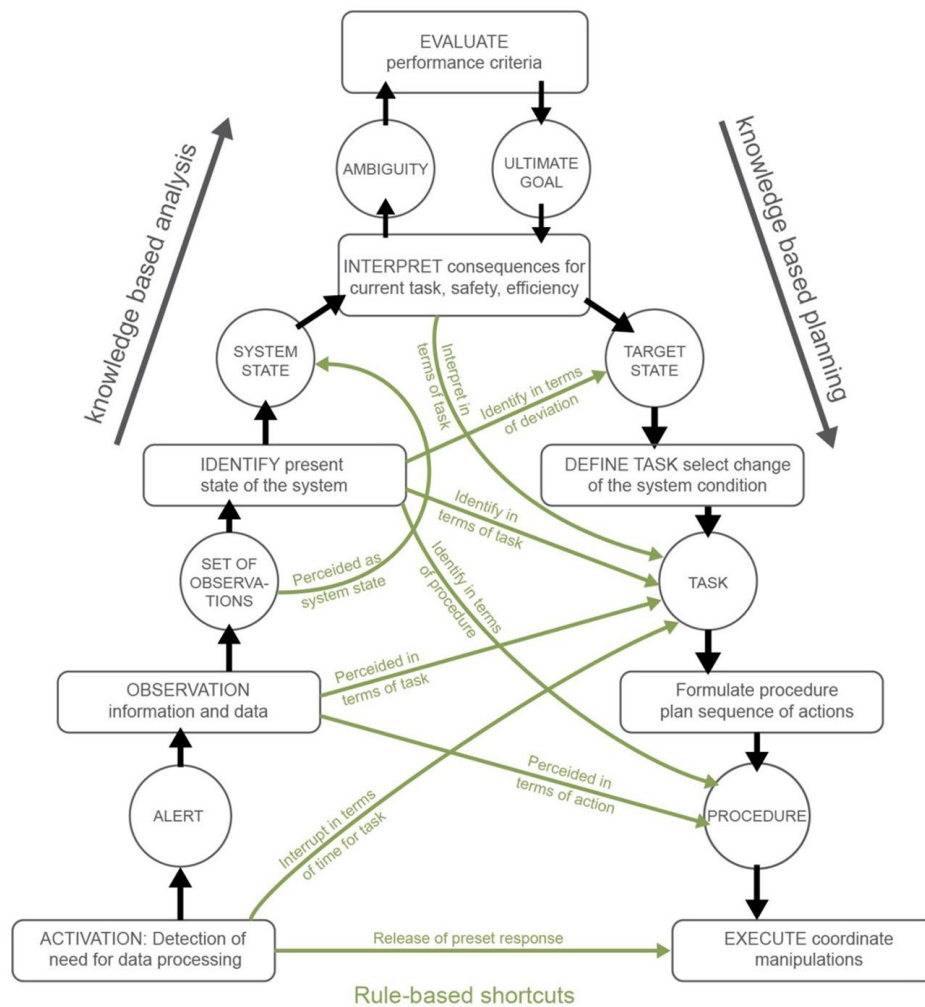 EVALUATE
performance criteria
AMBIGUITY
ULTIMATE
GOAL
knowledge based analysis
knowledge based planning
INTERPRET consequences for
current task, safety, efficiency
SYSTEM
STATE
Interpret in
terms of task
TARGET
STATE
Identify in terms
of deviation
IDENTIFY present
state of the system
DEFINE TASK select change
of the system condition
Identify in
terms of task
SET OF
OBSERVA-
TIONS
Perceided as
system state
Identify in terms
of procedure
TASK
OBSERVATION
information and data
Perceided in
terms of task
Formulate procedure
plan sequence of actions
Perceided in
terms of action
ALERT
Interrupt in terms
of time for task
PROCEDURE
ACTIVATION: Detection of
need for data processing
Release of preset response
EXECUTE coordinate
manipulations
Rule-based shortcuts